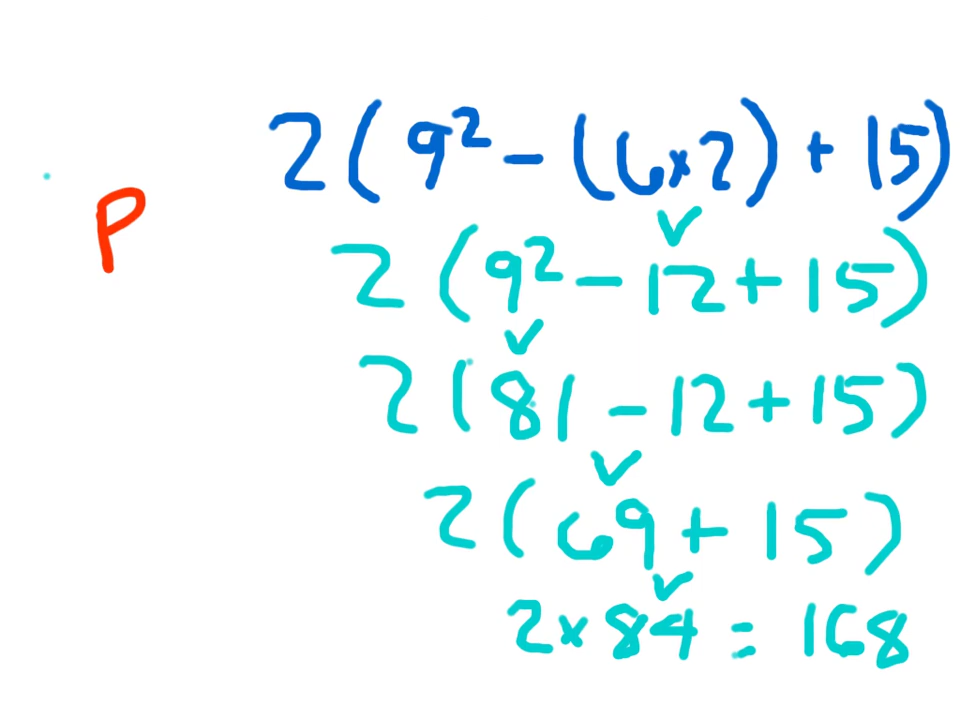 2(9² - (6x2) + 15)
P
2(9² - 12 + 15)
2(81 - 12 + 15)
2(69 + 15)
2x84 = 168